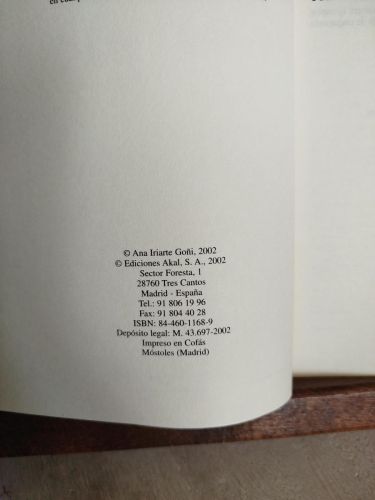 © Ana Iriarte Goñi, 2002
© Ediciones Akal, S. A., 2002
Sector Foresta, 1
28760 Tres Cantos
Madrid - España
Tel.: 91 806 19 96
Fax: 91 804 40 28
ISBN: 84-460-1168-9
Depósito legal: M. 43.697-2002
Impreso en Cofás
Móstoles (Madrid)